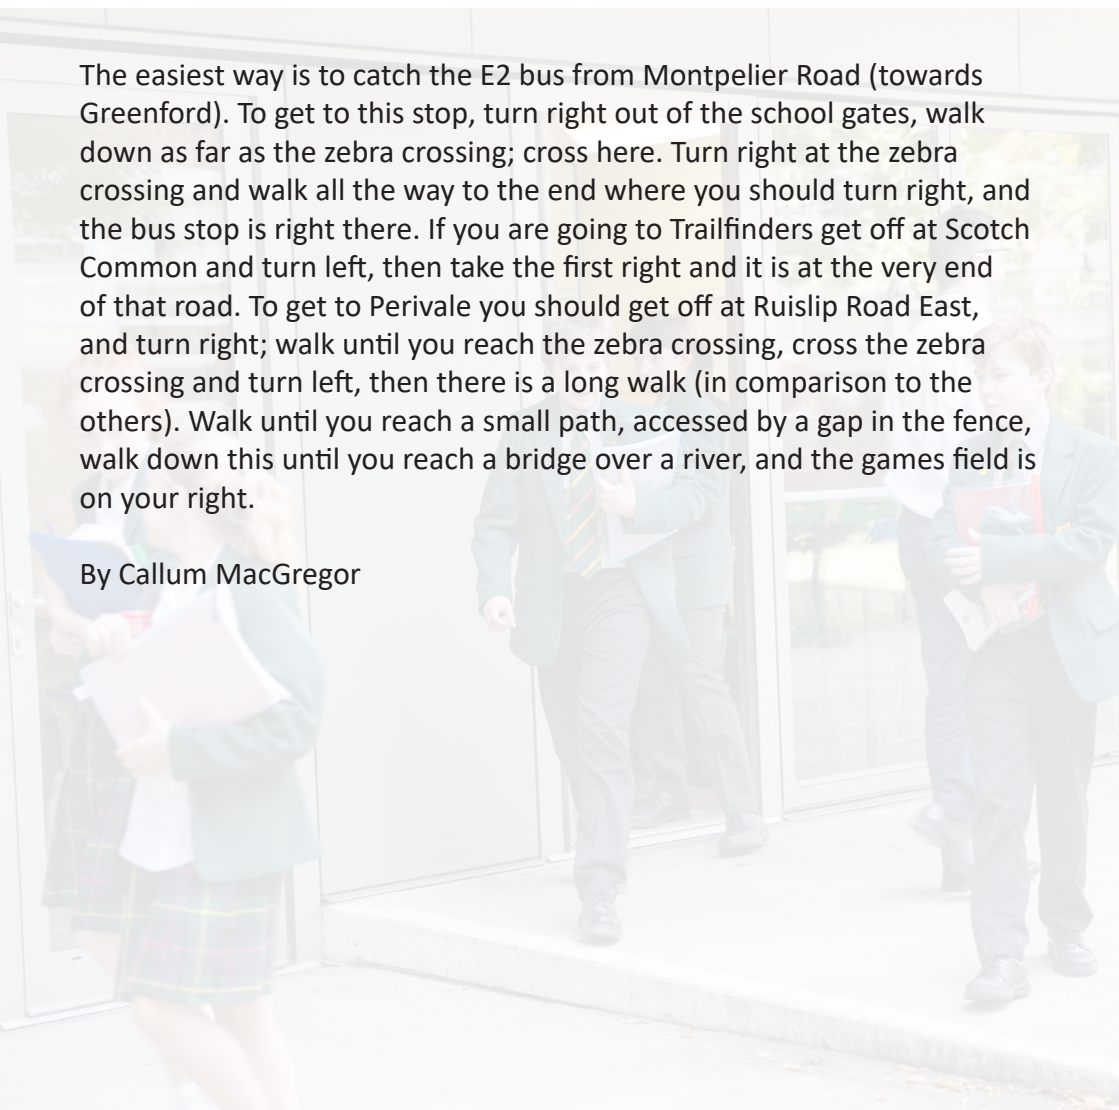 The easiest way is to catch the E2 bus from Montpelier Road (towards
Greenford). To get to this stop, turn right out of the school gates, walk
down as far as the zebra crossing; cross here. Turn right at the zebra
crossing and walk all the way to the end where you should turn right, and
the bus stop is right there. If you are going to Trailfinders get off at Scotch
Common and turn left, then take the first right and it is at the very end
of that road. To get to Perivale you should get off at Ruislip Road East,
and turn right; walk until you reach the zebra crossing, cross the zebra
crossing and turn left, then there is a long walk (in comparison to the
others). Walk until you reach a small path, accessed by a gap in the fence,
walk down this until you reach a bridge over a river, and the games field is
on your right.
By Callum MacGregor